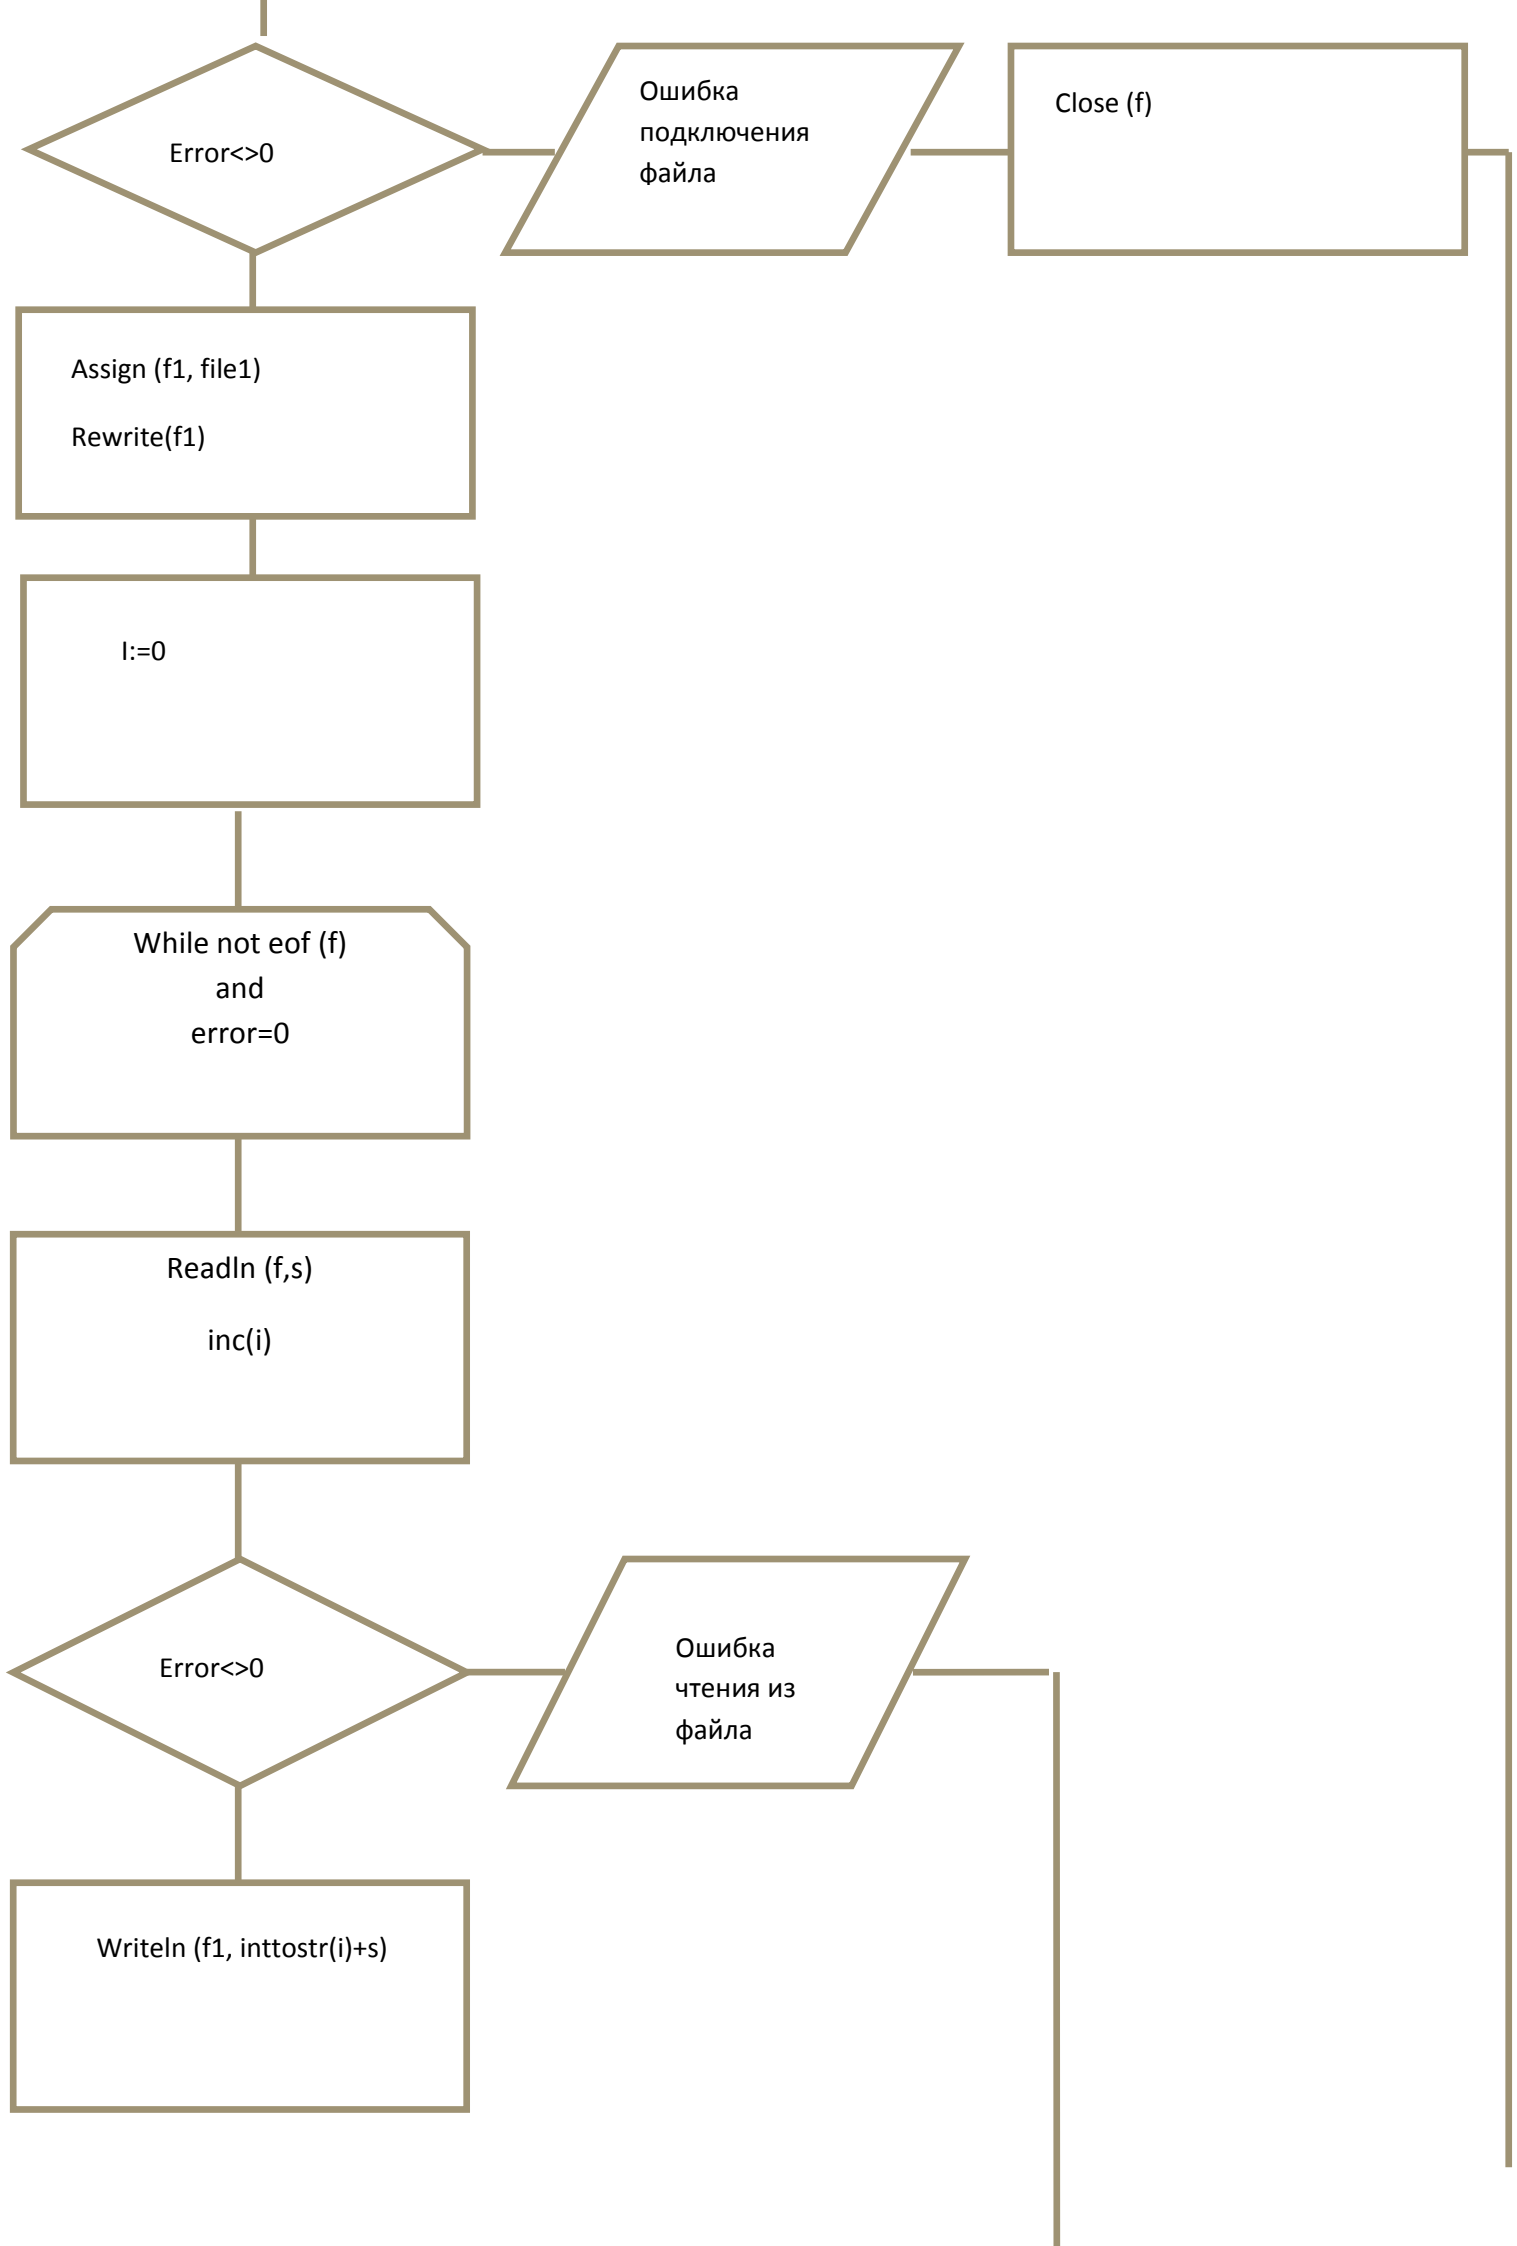 Error<>0
Ошибка
подключения
файла
Close (f)
Assign (f1, file1)
Rewrite(f1)
I:=0
While not eof (f)
and
error=0
Readln (f,s)
inc(i)
Error<>0
Ошибка
чтения из
файла
Writeln (f1, inttostr(i)+s)